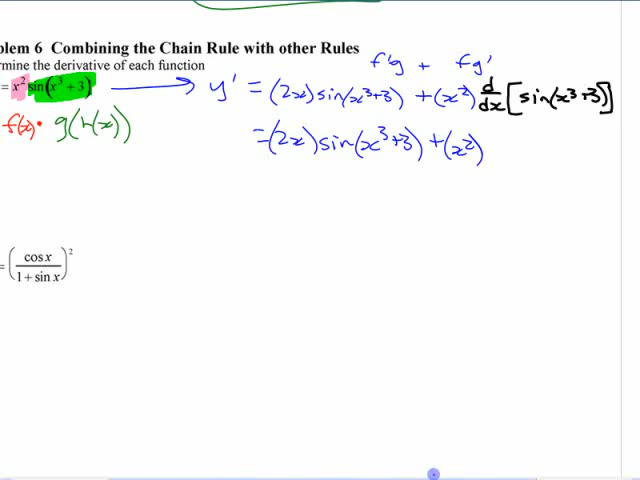 blem 6 Combining the Chain Rule with other Rules
f'g + fg'
rmine the derivative of each function
= x² sin(x³ + 3) → y' = (2x) sin(x³+3) + (x²) d/dx [sin(x³+3)]
f(x) • g(h(x))
= (2x) sin(x³+3) + (x²)
= (cos x / 1 + sin x)²